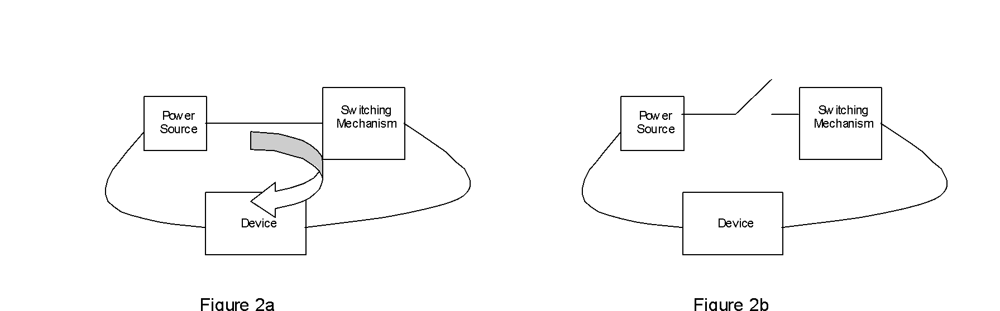 Power
Source
Switching
Mechanism
Device
Power
Source
Switching
Mechanism
Device
Figure 2a
Figure 2b